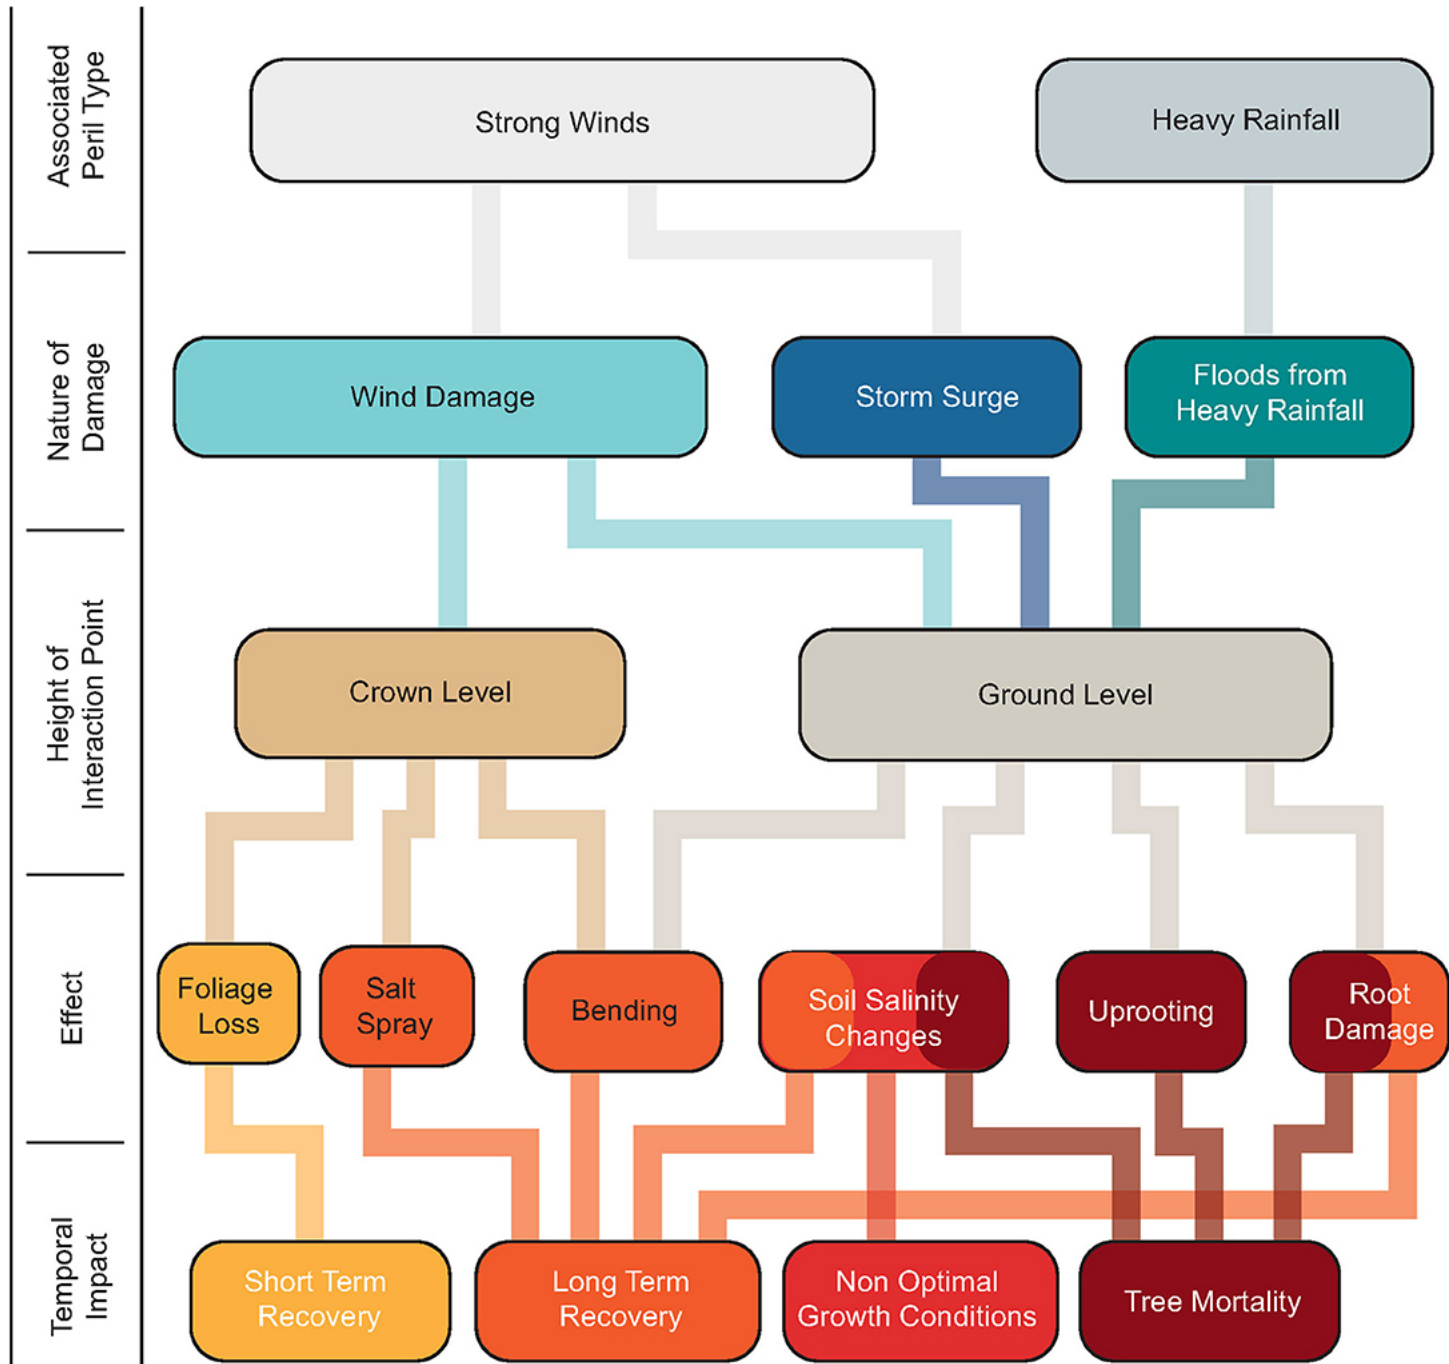 Associated
Peril Type
Strong Winds
Heavy Rainfall
Nature of
Damage
Wind Damage
Storm Surge
Floods from
Heavy Rainfall
Height of
Interaction Point
Crown Level
Ground Level
Effect
Foliage
Loss
Salt
Spray
Bending
Soil Salinity
Changes
Uprooting
Root
Damage
Temporal
Impact
Short Term
Recovery
Long Term
Recovery
Non Optimal
Growth Conditions
Tree Mortality